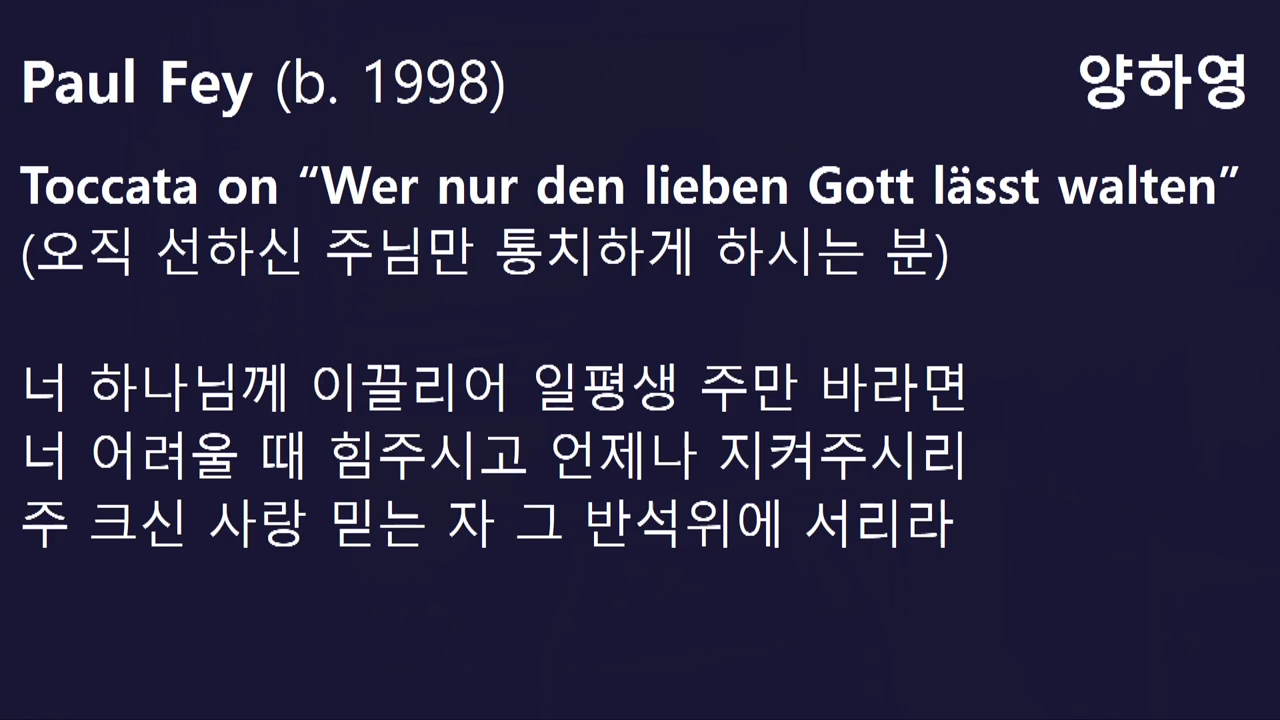 Paul Fey (b. 1998) 양하영
Toccata on “Wer nur den lieben Gott lässt walten”
(오직 선하신 주님만 통치하게 하시는 분)
너 하나님께 이끌리어 일평생 주만 바라면
너 어려울 때 힘주시고 언제나 지켜주시리
주 크신 사랑 믿는 자 그 반석위에 서리라